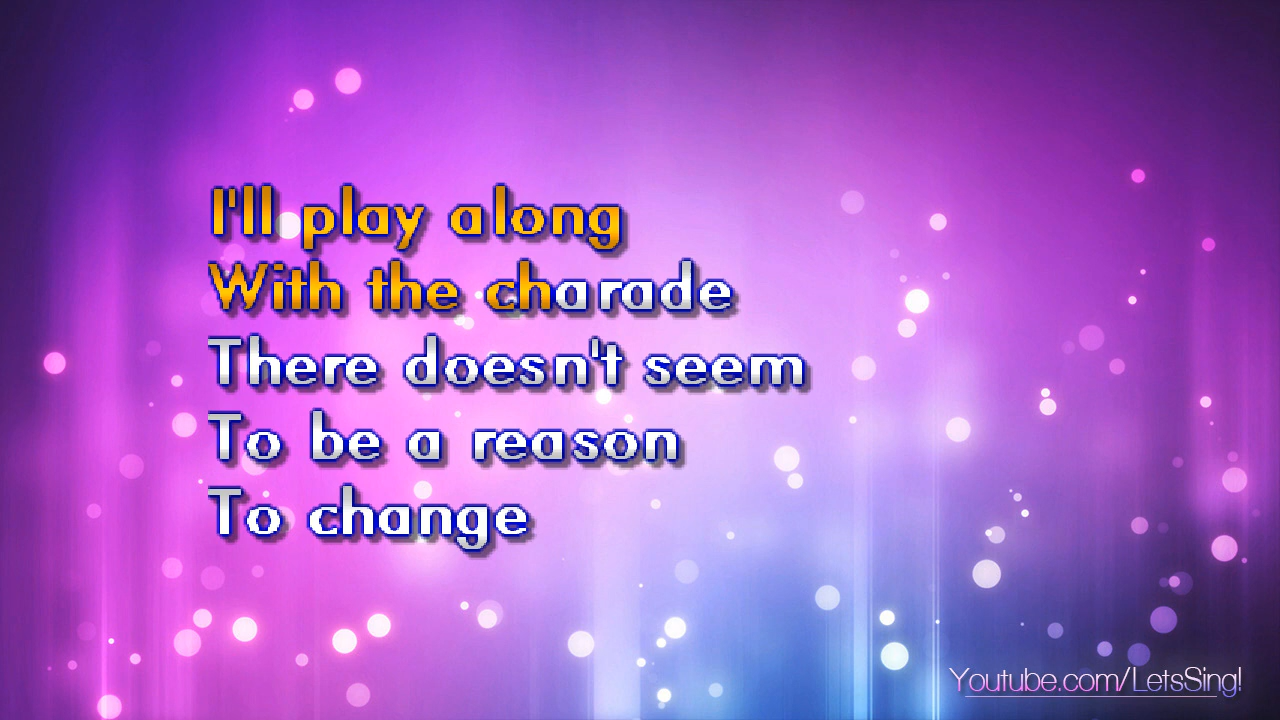 I'll play along
With the charade
There doesn't seem
To be a reason
To change
Youtube.com/LetsSing!